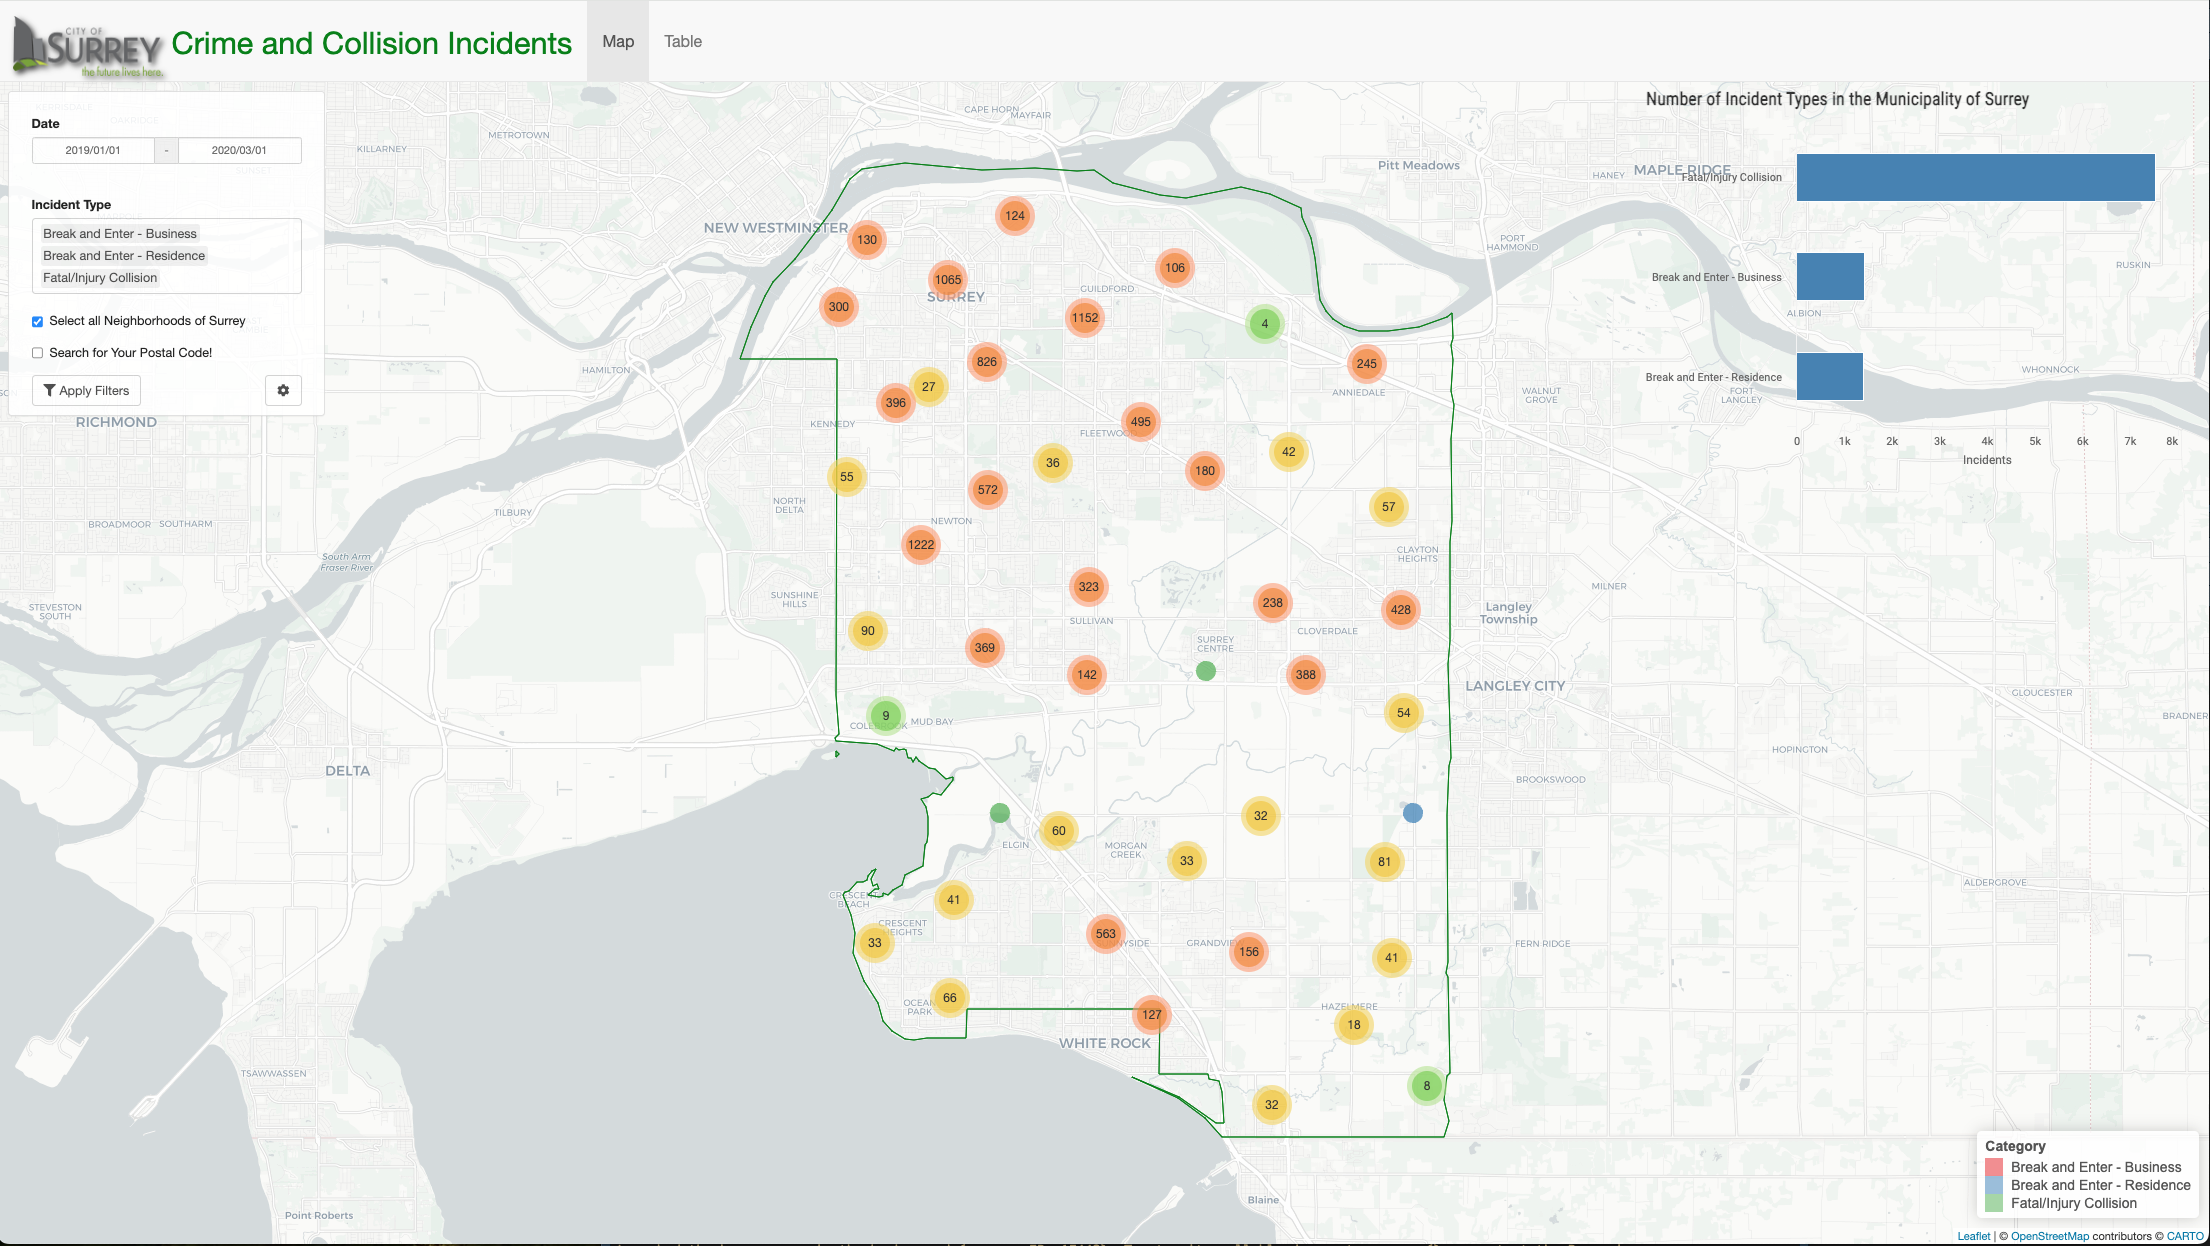 CITY OF
SURREY
the future lives here.
Crime and Collision Incidents
Map
Table
Date
2019/01/01
-
2020/03/01
Incident Type
Break and Enter - Business
Break and Enter - Residence
Fatal/Injury Collision
Select all Neighborhoods of Surrey
Search for Your Postal Code!
Apply Filters
Number of Incident Types in the Municipality of Surrey
Fatal/Injury Collision
Break and Enter - Business
Break and Enter - Residence
0 1k 2k 3k 4k 5k 6k 7k 8k
Incidents
CAPE HORN
MAYFAIR
METROTOWN
KILLARNEY
Pitt Meadows
HANEY
MAPLE RIDGE
NEW WESTMINSTER
PORT
HAMMOND
RUSKIN
ALBION
124
130
106
1065
SURREY
GUILDFORD
300
1152
4
826
245
HAMILTON
WHONNOCK
27
396
ANNIEDALE
WALNUT
GROVE
FORT
LANGLEY
RICHMOND
KENNEDY
495
FLEETWOOD
42
36
180
55
572
57
NORTH
DELTA
TILBURY
BROADMOOR
SOUTHARM
NEWTON
1222
CLAYTON
HEIGHTS
South Arm
Fraser River
323
MILNER
SUNSHINE
HILLS
238
428
STEVESTON
SOUTH
Langley
Township
SULLIVAN
90
CLOVERDALE
SURREY
CENTRE
369
142
388
LANGLEY CITY
GLOUCESTER
9
MUD BAY
54
BRADNER
HOPINGTON
DELTA
BROOKSWOOD
60
32
ELGIN
MORGAN
CREEK
33
81
ALDERGROVE
CRESCENT
BEACH
41
CRESCENT
HEIGHTS
33
563
GRANDVIEW
156
FERN RIDGE
41
66
OCEAN
PARK
127
HAZELMERE
18
WHITE ROCK
TSAWWASSEN
8
32
Blaine
Point Roberts
Category
Break and Enter - Business
Break and Enter - Residence
Fatal/Injury Collision
Leaflet | © OpenStreetMap contributors © CARTO